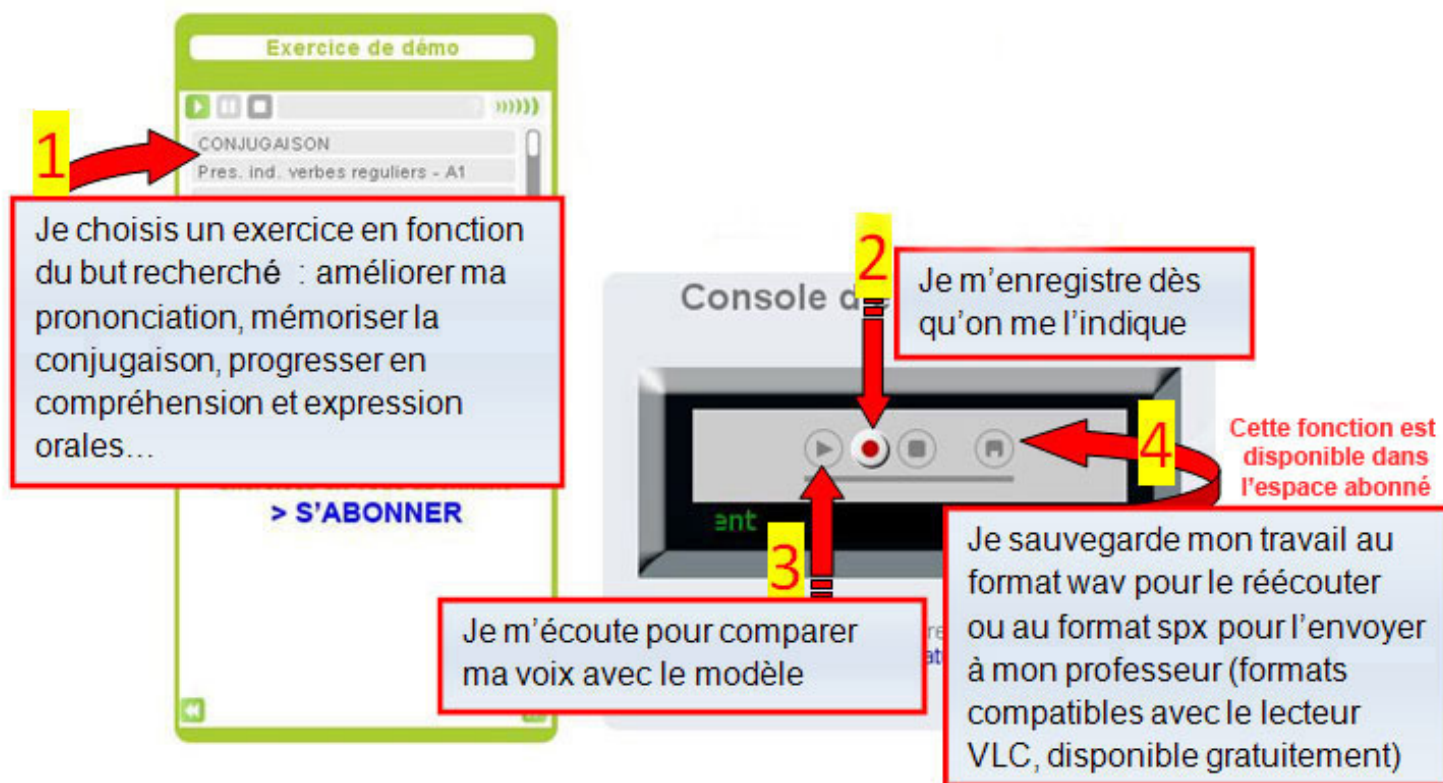 Exercice de démo
1
CONJUGAISON
Pres. ind. verbes reguliers - A1
Je choisis un exercice en fonction
du but recherché : améliorer ma
prononciation, mémoriser la
conjugaison, progresser en
compréhension et expression
orales…
> S'ABONNER
Console
2
Je m'enregistre dès
qu'on me l'indique
3
Je m'écoute pour comparer
ma voix avec le modèle
4
Cette fonction est
disponible dans
l'espace abonné
Je sauvegarde mon travail au
format wav pour le réécouter
ou au format spx pour l'envoyer
à mon professeur (formats
compatibles avec le lecteur
VLC, disponible gratuitement)